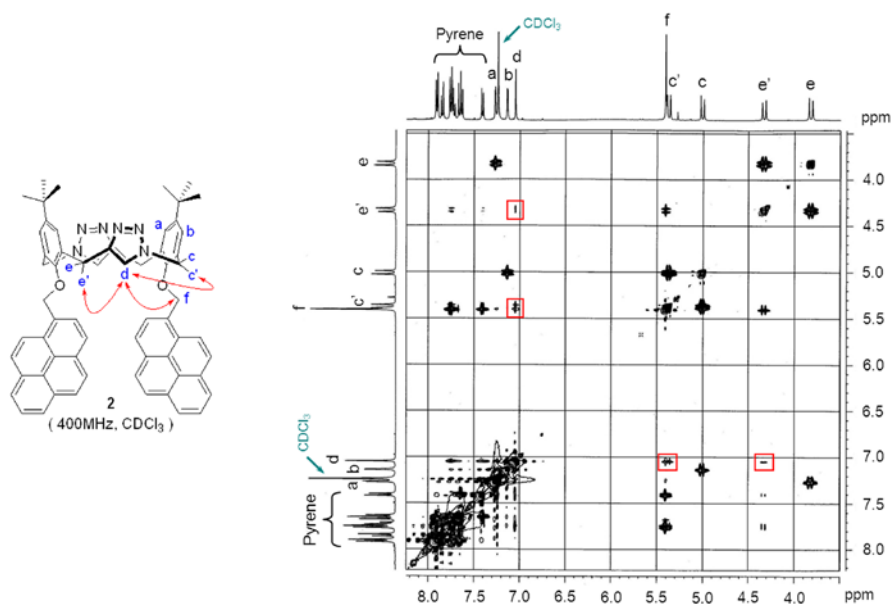 Pyrene
CDCl3
a
b
d
f
c'
c
e'
e
ppm
e
e'
c
c'
f
CDCl3
d
b
a
Pyrene
4.0
4.5
5.0
5.5
6.0
6.5
7.0
7.5
8.0
ppm
8.0 7.5 7.0 6.5 6.0 5.5 5.0 4.5 4.0 ppm
N N N N
a
b
N N
e
e'
d
c
c'
O O
f
2
( 400MHz, CDCl3 )